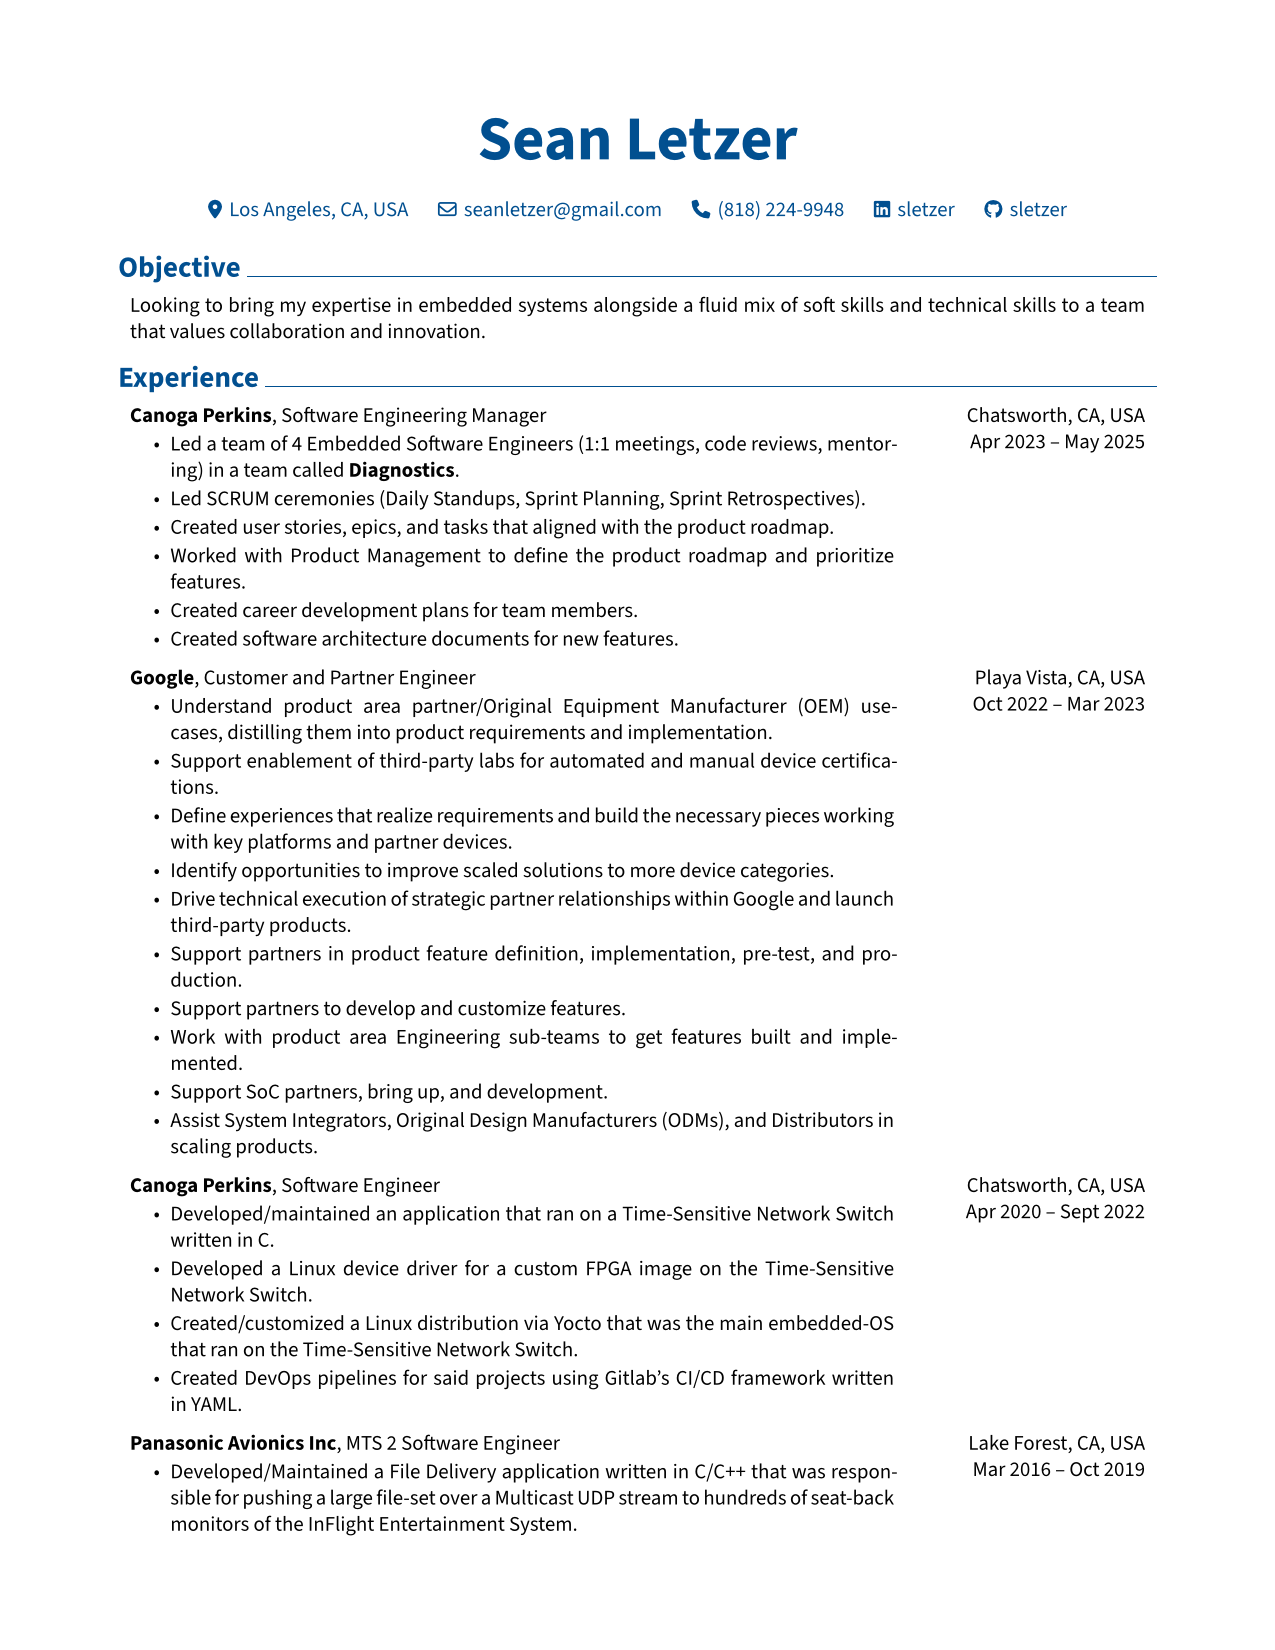 Sean Letzer
Los Angeles, CA, USA seanletzer@gmail.com (818) 224-9948 sletzer sletzer
Objective
Looking to bring my expertise in embedded systems alongside a fluid mix of soft skills and technical skills to a team
that values collaboration and innovation.
Experience
Canoga Perkins, Software Engineering Manager Chatsworth, CA, USA
Apr 2023 – May 2025
• Led a team of 4 Embedded Software Engineers (1:1 meetings, code reviews, mentor-
ing) in a team called Diagnostics.
• Led SCRUM ceremonies (Daily Standups, Sprint Planning, Sprint Retrospectives).
• Created user stories, epics, and tasks that aligned with the product roadmap.
• Worked with Product Management to define the product roadmap and prioritize
features.
• Created career development plans for team members.
• Created software architecture documents for new features.
Google, Customer and Partner Engineer Playa Vista, CA, USA
Oct 2022 – Mar 2023
• Understand product area partner/Original Equipment Manufacturer (OEM) use-
cases, distilling them into product requirements and implementation.
• Support enablement of third-party labs for automated and manual device certifica-
tions.
• Define experiences that realize requirements and build the necessary pieces working
with key platforms and partner devices.
• Identify opportunities to improve scaled solutions to more device categories.
• Drive technical execution of strategic partner relationships within Google and launch
third-party products.
• Support partners in product feature definition, implementation, pre-test, and pro-
duction.
• Support partners to develop and customize features.
• Work with product area Engineering sub-teams to get features built and imple-
mented.
• Support SoC partners, bring up, and development.
• Assist System Integrators, Original Design Manufacturers (ODMs), and Distributors in
scaling products.
Canoga Perkins, Software Engineer Chatsworth, CA, USA
Apr 2020 – Sept 2022
• Developed/maintained an application that ran on a Time-Sensitive Network Switch
written in C.
• Developed a Linux device driver for a custom FPGA image on the Time-Sensitive
Network Switch.
• Created/customized a Linux distribution via Yocto that was the main embedded-OS
that ran on the Time-Sensitive Network Switch.
• Created DevOps pipelines for said projects using Gitlab’s CI/CD framework written
in YAML.
Panasonic Avionics Inc, MTS 2 Software Engineer Lake Forest, CA, USA
Mar 2016 – Oct 2019
• Developed/Maintained a File Delivery application written in C/C++ that was respon-
sible for pushing a large file-set over a Multicast UDP stream to hundreds of seat-back
monitors of the InFlight Entertainment System.